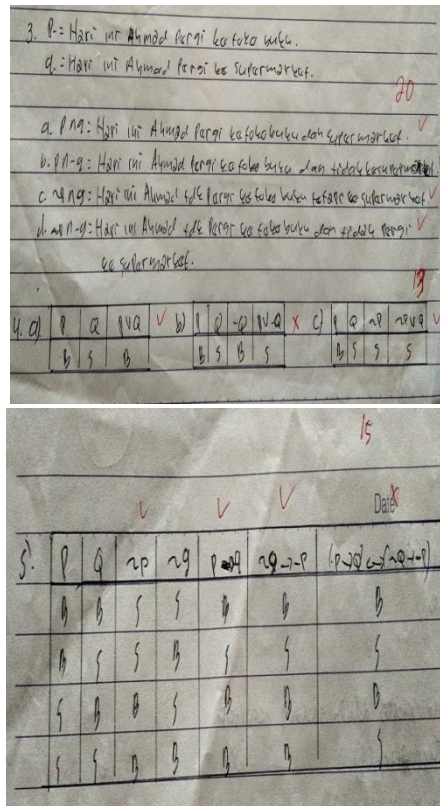 3. P = Hari ini Ahmad Pergi ke toko buku.
q. = Hari ini Ahmad Pergi ke Supermarket.
20
a. p n q = Hari ini Ahmad Pergi ke toko buku dan supermarket. ✓
b. p n ~q = Hari ini Ahmad Pergi ke toko buku dan tidak ke supermarket.
c. ~p n q = Hari ini Ahmad tdk Pergi ke toko buku tetapi ke supermarket ✓
d. ~p n ~q = Hari ini Ahmad tdk Pergi ke toko buku dan tidak Pergi ✓
ke supermarket.
13
4. a) P Q p v Q ✓ b) P Q ~Q p v ~Q x c) P Q ~P ~P v Q ✓
B S B B S B B S S S
15
✓ ✓ ✓ Date x
5. P Q ~P ~q P → q ~Q → ~P (P → Q) ↔ (~Q → ~P)
B B S S B B B
B S S B S S S
S B B S B B B
S S B B B B S